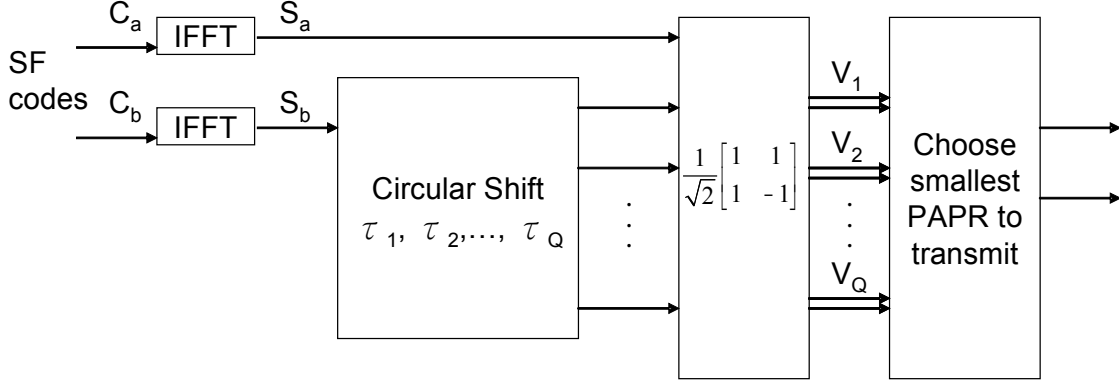 SF
codes
C_a
IFFT
S_a
C_b
IFFT
S_b
Circular Shift
τ_1, τ_2,..., τ_Q
1/√2 [1 1
1 -1]
V_1
V_2
V_Q
Choose
smallest
PAPR to
transmit